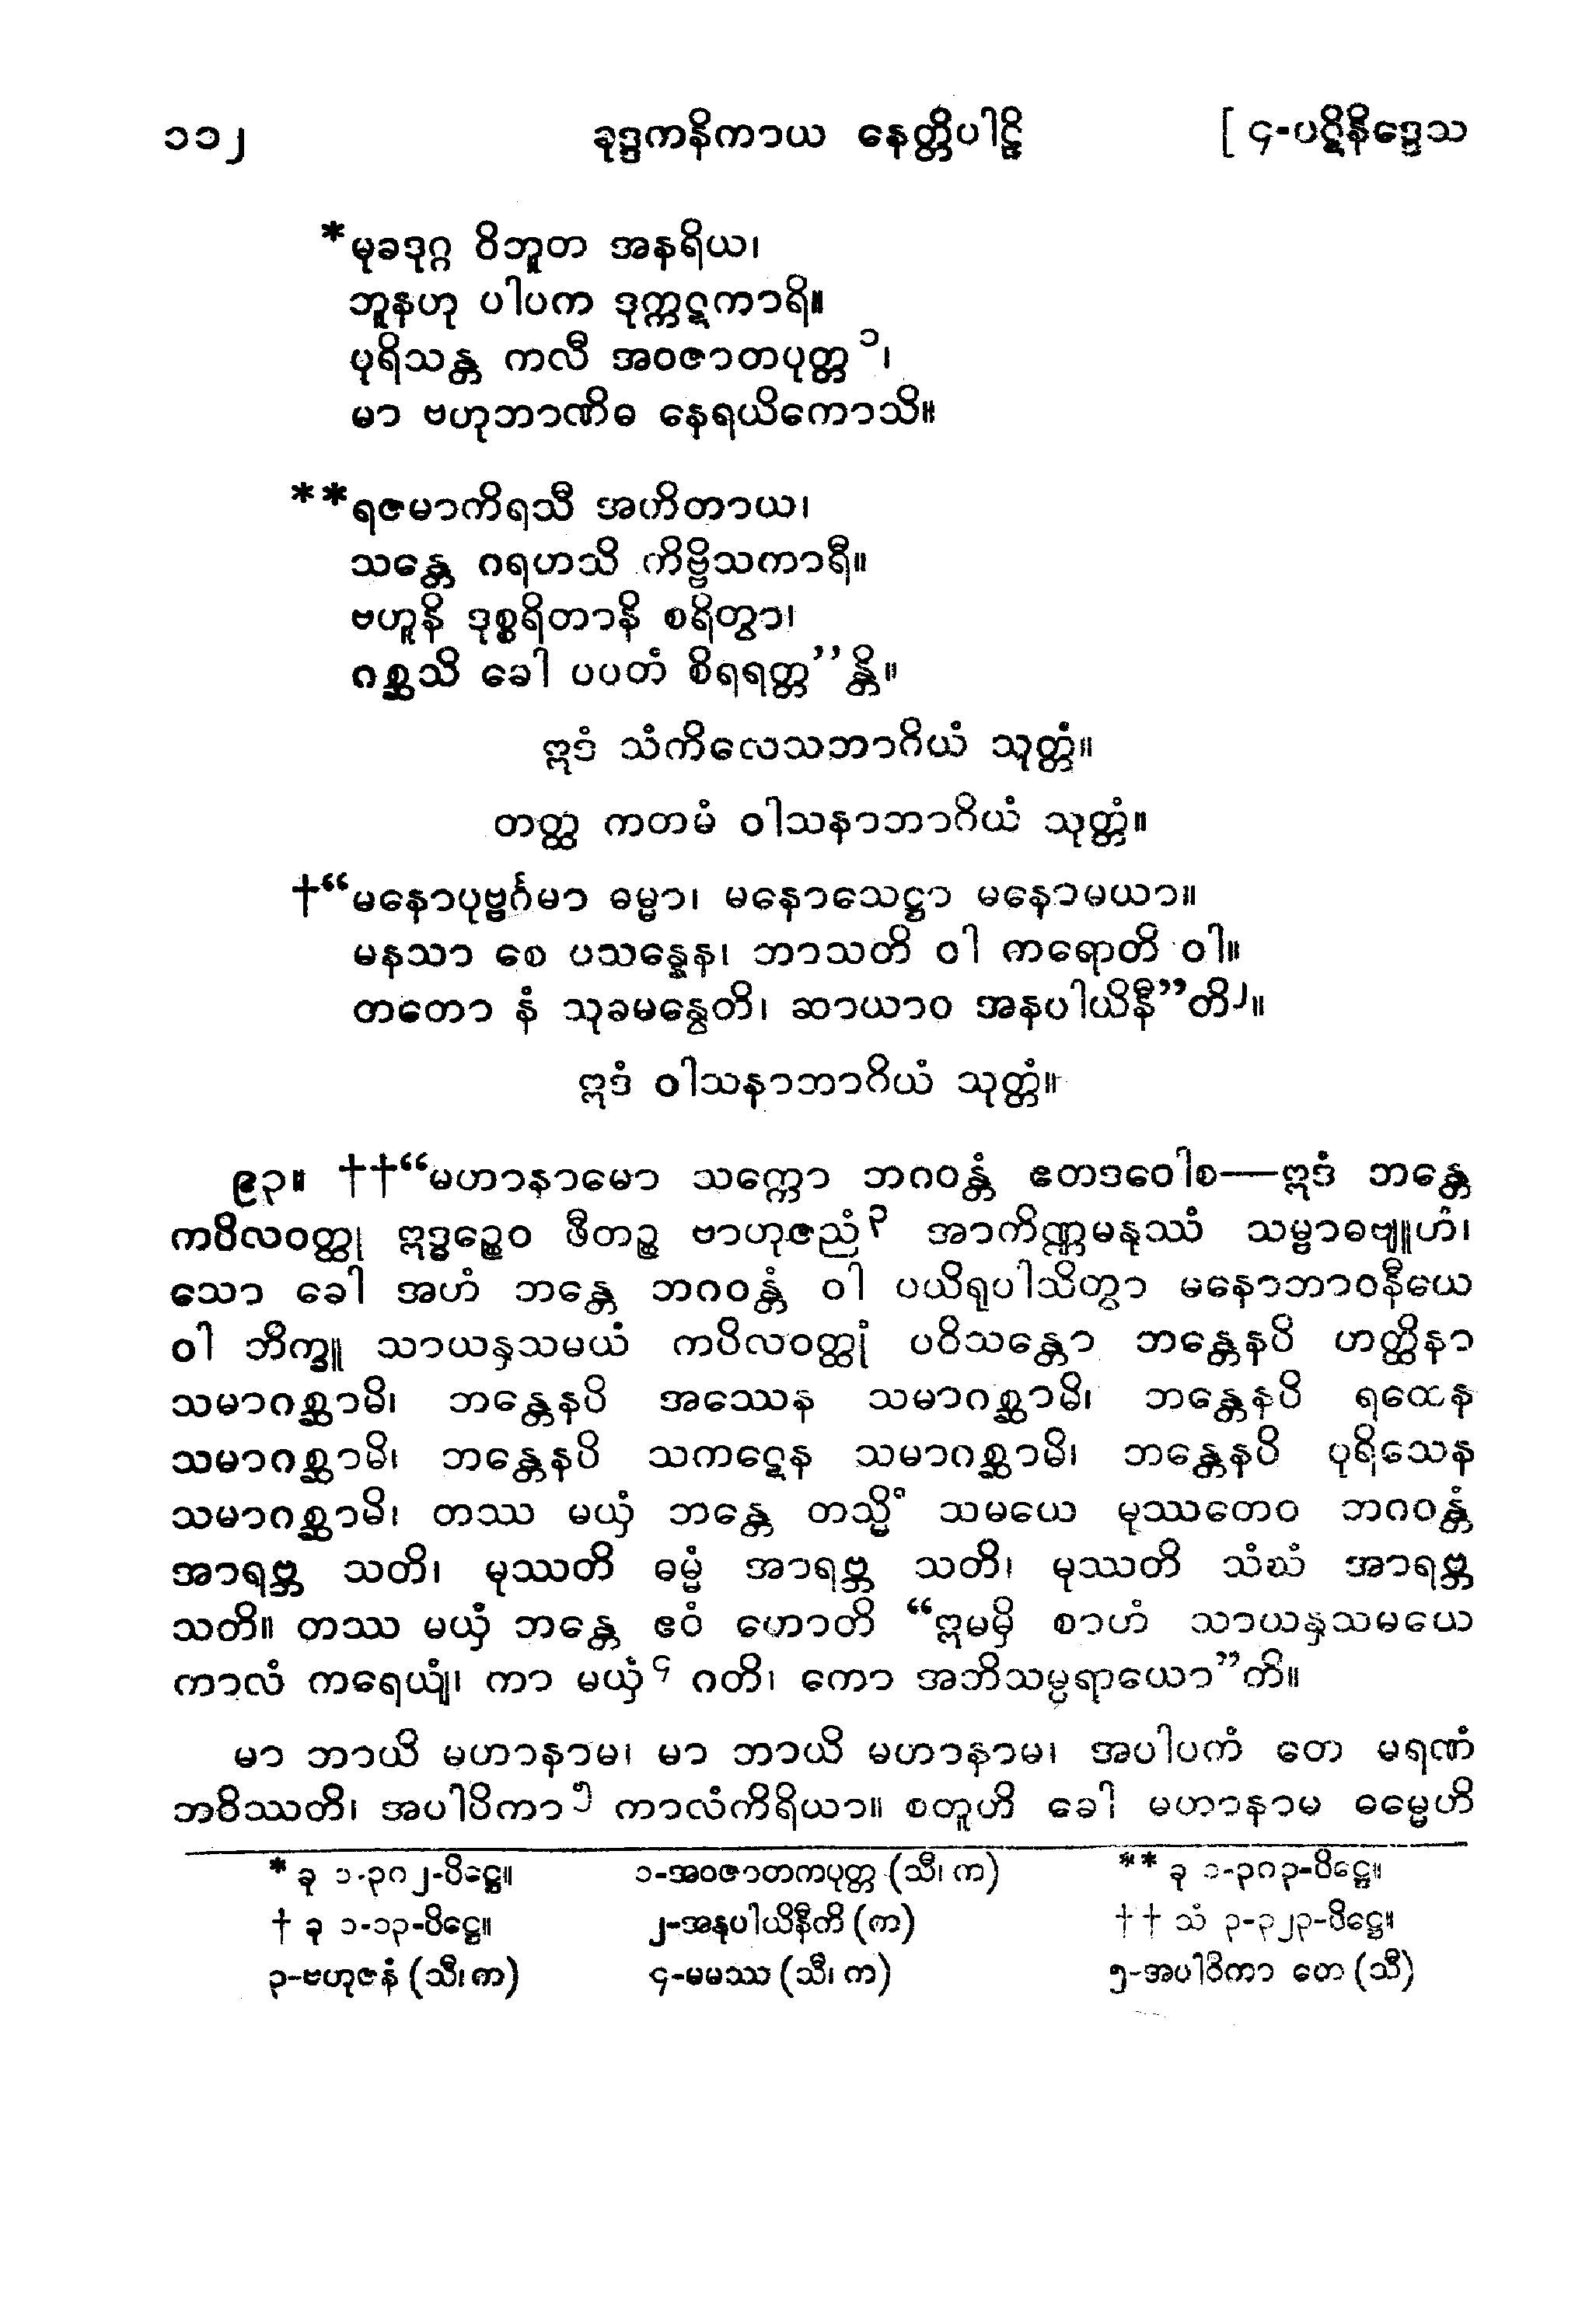 ၁၁၂ ခုဒ္ဒကနိကာယ နေတ္တိပါဠိ [ ၄-ပဋိနိဒ္ဒေသ
*မုခဒုဂ္ဂ ဝိဘူတ အနရိယ၊
ဘူနဟု ပါပက ဒုက္ကဋကာရိ။
ပုရိသန္တ ကလီ အဝဇာတပုတ္တ၁၊
မာ ဗဟုဘာဏိဓ နေရယိကောသိ။
**ရဇမာကိရသီ အဟိတာယ၊
သန္တေ ဂရဟသိ ကိဗ္ဗိသကာရီ။
ဗဟူနိ ဒုစ္စရိတာနိ စရိတွာ၊
ဂစ္ဆသိ ခေါ ပပတံ စိရရတ္တ”န္တိ။
ဣဒံ သံကိလေသဘာဂိယံ သုတ္တံ။
တတ္ထ ကတမံ ဝါသနာဘာဂိယံ သုတ္တံ။
†“မနောပုဗ္ဗင်္ဂမာ ဓမ္မာ၊ မနောသေဋ္ဌာ မနောမယာ။
မနသာ စေ ပသန္နေန၊ ဘာသတိ ဝါ ကရောတိ ဝါ။
တတော နံ သုခမနွေတိ၊ ဆာယာဝ အနပါယိနီ”တိ၂။
ဣဒံ ဝါသနာဘာဂိယံ သုတ္တံ။
၉၃။ ††“မဟာနာမော သက္ကော ဘဂဝန္တံ ဧတဒဝေါစ—ဣဒံ ဘန္တေ
ကပိလဝတ္ထု ဣဒ္ဓဉ္စေဝ ဖီတဉ္စ ဗာဟုဇညံ၃ အာကိဏ္ဏမနုဿံ သမ္ဗာဓဗျူဟံ၊
သော ခေါ အဟံ ဘန္တေ ဘဂဝန္တံ ဝါ ပယိရုပါသိတွာ မနောဘာဝနီယေ
ဝါ ဘိက္ခူ သာယနှသမယံ ကပိလဝတ္ထုံ ပဝိသန္တော ဘန္တေနပိ ဟတ္ထိနာ
သမာဂစ္ဆာမိ၊ ဘန္တေနပိ အဿေန သမာဂစ္ဆာမိ၊ ဘန္တေနပိ ရထေန
သမာဂစ္ဆာမိ၊ ဘန္တေနပိ သကဋေန သမာဂစ္ဆာမိ၊ ဘန္တေနပိ ပုရိသေန
သမာဂစ္ဆာမိ၊ တဿ မယှံ ဘန္တေ တသ္မိံ သမယေ မုဿတေဝ ဘဂဝန္တံ
အာရဗ္ဘ သတိ၊ မုဿတိ ဓမ္မံ အာရဗ္ဘ သတိ၊ မုဿတိ သံဃံ အာရဗ္ဘ
သတိ။ တဿ မယှံ ဘန္တေ ဧဝံ ဟောတိ “ဣမမှိ စာဟံ သာယနှသမယေ
ကာလံ ကရေယျံ၊ ကာ မယှံ၄ ဂတိ၊ ကော အဘိသမ္ပရာယော”တိ။
မာ ဘာယိ မဟာနာမ၊ မာ ဘာယိ မဟာနာမ၊ အပါပကံ တေ မရဏံ
ဘဝိဿတိ၊ အပါပိကာ၅ ကာလံကိရိယာ။ စတူဟိ ခေါ မဟာနာမ ဓမ္မေဟိ
* ခု ၁-၃၈၂-ပိဋ္ဌေ။ ၁-အဝဇာတကပုတ္တ (သီ၊ က) ** ခု ၁-၃၈၃-ပိဋ္ဌေ။
† ခု ၁-၁၃-ပိဋ္ဌေ။ ၂-အနုပါယိနီတိ (က) †† သံ ၃-၃၂၃-ပိဋ္ဌေ။
၃-ဗဟုဇနံ (သီ၊ က) ၄-မမဿ (သီ၊ က) ၅-အပါပိကာ တေ (သီ)